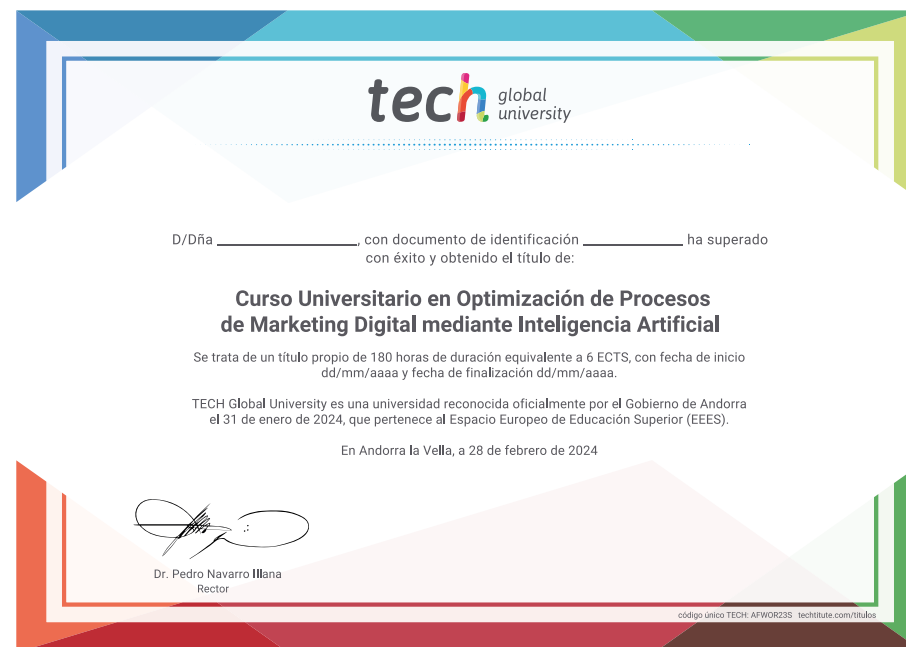 tech global university
D/Dña ____________________, con documento de identificación ______________ ha superado
con éxito y obtenido el título de:
Curso Universitario en Optimización de Procesos
de Marketing Digital mediante Inteligencia Artificial
Se trata de un título propio de 180 horas de duración equivalente a 6 ECTS, con fecha de inicio
dd/mm/aaaa y fecha de finalización dd/mm/aaaa.
TECH Global University es una universidad reconocida oficialmente por el Gobierno de Andorra
el 31 de enero de 2024, que pertenece al Espacio Europeo de Educación Superior (EEES).
En Andorra la Vella, a 28 de febrero de 2024
Dr. Pedro Navarro Illana
Rector
código único TECH: AFWOR23S techtitute.com/titulos